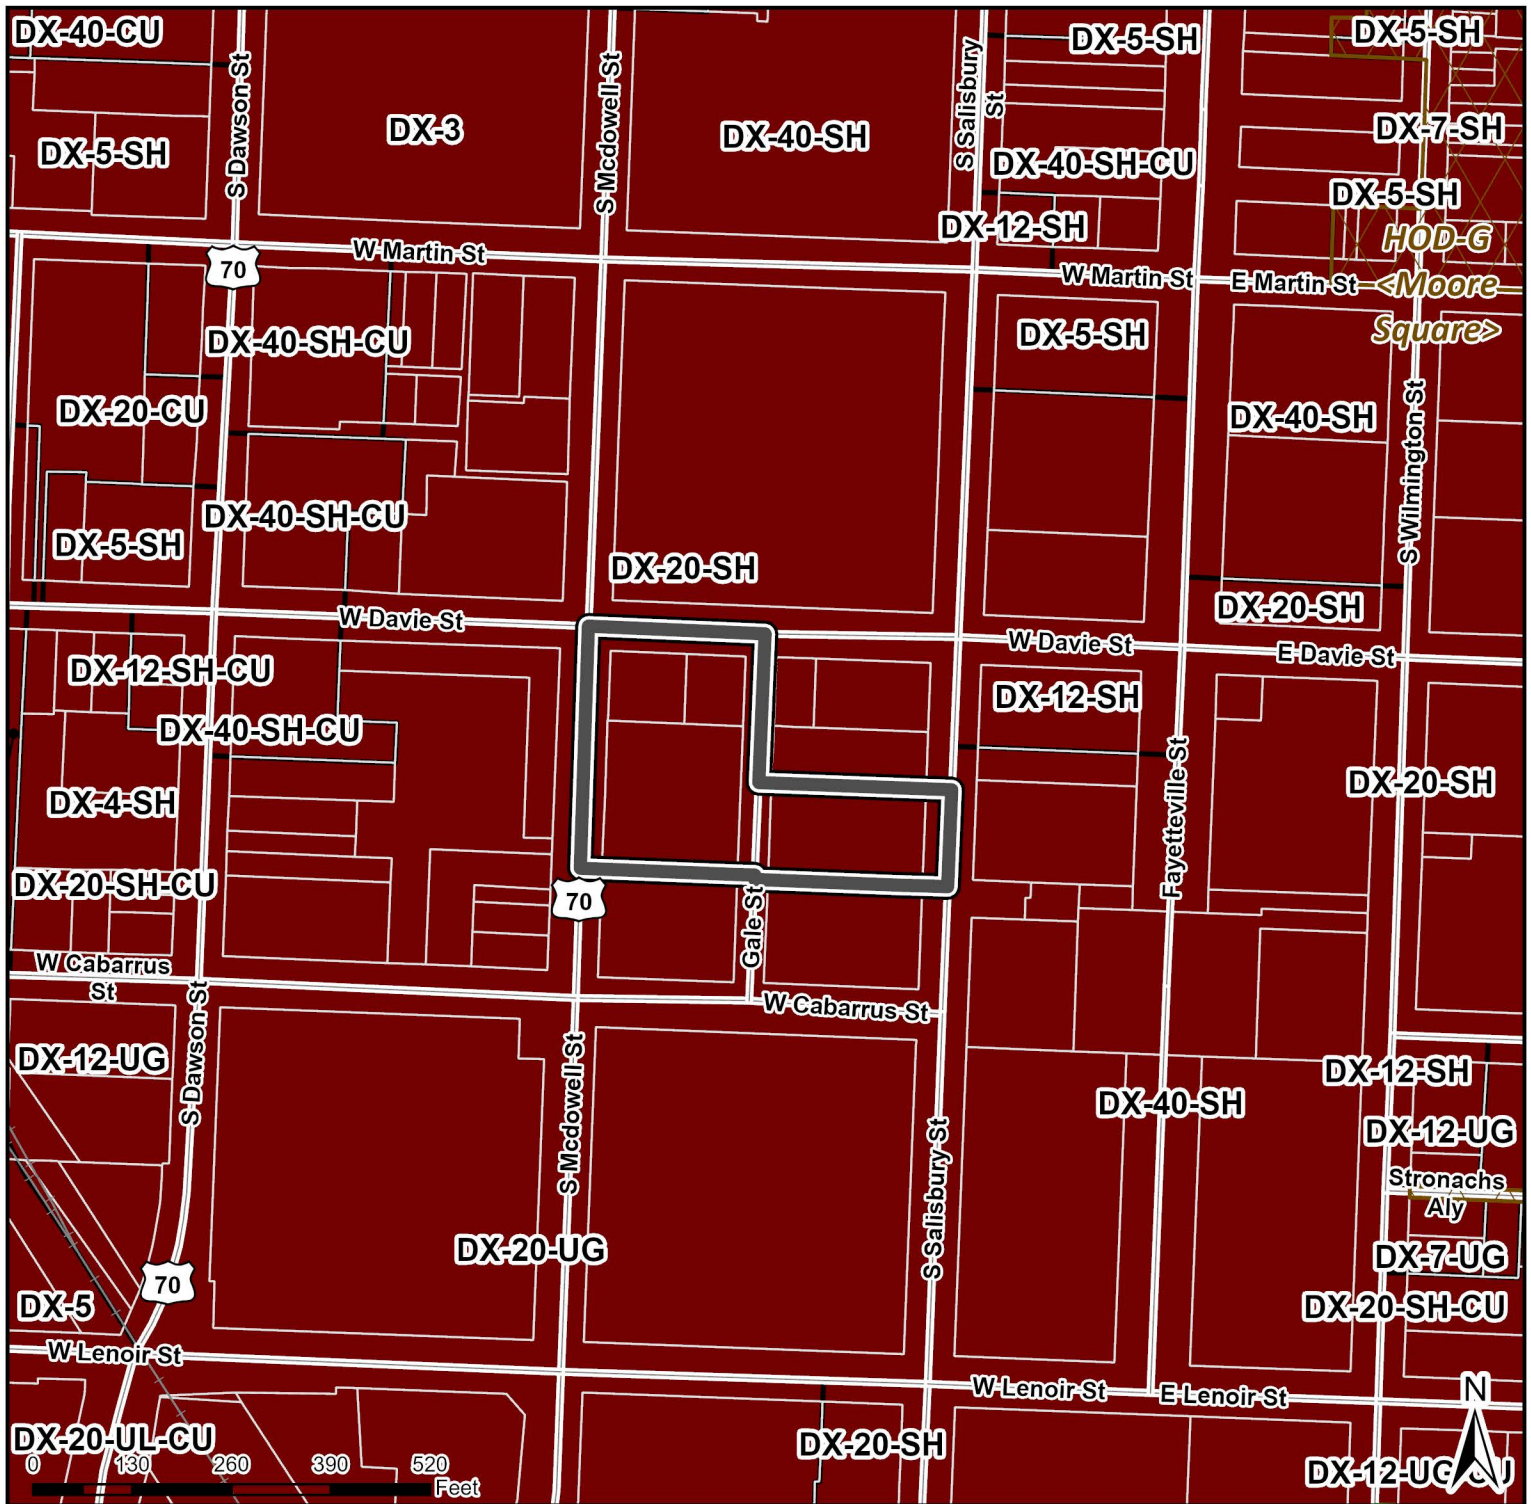 DX-40-CU
S Dawson St
S Mcdowell St
S Salisbury
St
DX-5-SH
DX-5-SH
DX-3
DX-40-SH
DX-7-SH
DX-5-SH
DX-40-SH-CU
DX-5-SH
DX-12-SH
HOD-G
<Moore
Square>
W Martin St
W Martin St
E Martin St
70
DX-40-SH-CU
DX-5-SH
DX-20-CU
DX-40-SH
S Wilmington St
DX-40-SH-CU
DX-5-SH
DX-20-SH
DX-20-SH
W Davie St
W Davie St
E Davie St
DX-12-SH-CU
DX-12-SH
DX-40-SH-CU
DX-4-SH
DX-20-SH
Fayetteville St
DX-20-SH-CU
70
Gale St
W Cabarrus
St
W Cabarrus St
S Dawson St
S Mcdowell St
DX-12-UG
DX-12-SH
DX-40-SH
DX-12-UG
S Salisbury St
Stronachs
Aly
DX-20-UG
DX-7-UG
70
DX-5
DX-20-SH-CU
W Lenoir St
W Lenoir St
E Lenoir St
N
DX-20-UL-CU
DX-20-SH
DX-12-UG-CU
0 130 260 390 520
Feet